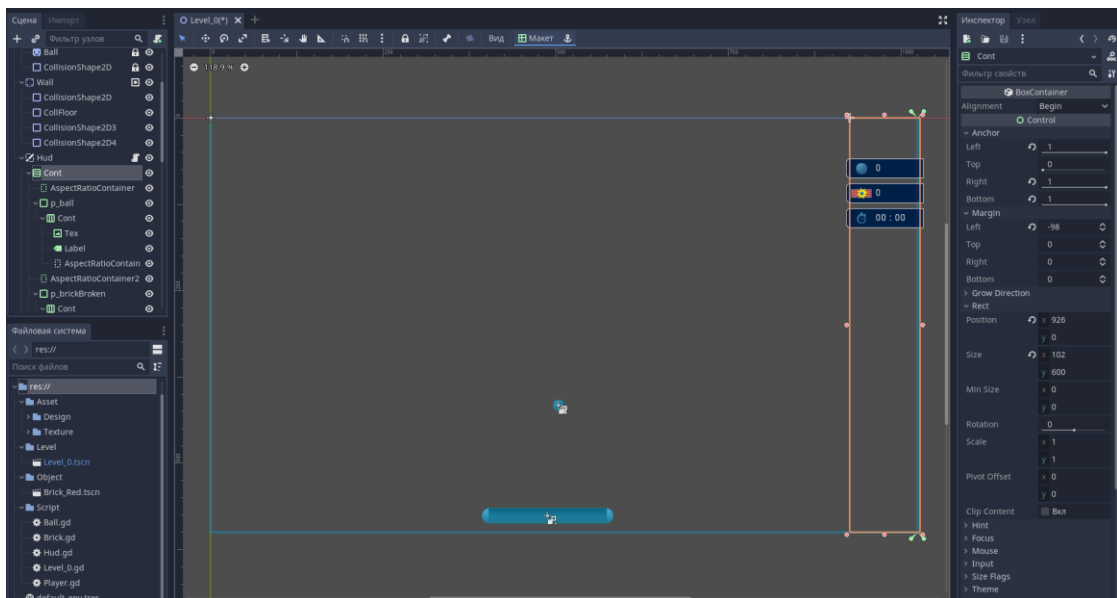 Сцена Импорт
Фильтр узлов
Ball
CollisionShape2D
Wall
CollisionShape2D
CollFloor
CollisionShape2D3
CollisionShape2D4
Hud
Cont
AspectRatioContainer
p_ball
Cont
Tex
Label
AspectRatioContain
AspectRatioContainer2
p_brickBroken
Cont
Файловая система
res://
Поиск файлов
res://
Asset
Design
Texture
Level
Level_0.tscn
Object
Brick_Red.tscn
Script
Ball.gd
Brick.gd
Hud.gd
Level_0.gd
Player.gd
default_env.tres
Level_0(*)
Вид Макет
118.9 %
0
0
00 : 00
Инспектор Узел
Cont
Фильтр свойств
BoxContainer
Alignment Begin
Control
Anchor
Left 1
Top 0
Right 1
Bottom 1
Margin
Left -98
Top 0
Right 0
Bottom 0
Grow Direction
Rect
Position x 926
y 0
Size x 102
y 600
Min Size x 0
y 0
Rotation 0
Scale x 1
y 1
Pivot Offset x 0
y 0
Clip Content Вкл
Hint
Focus
Mouse
Input
Size Flags
Theme